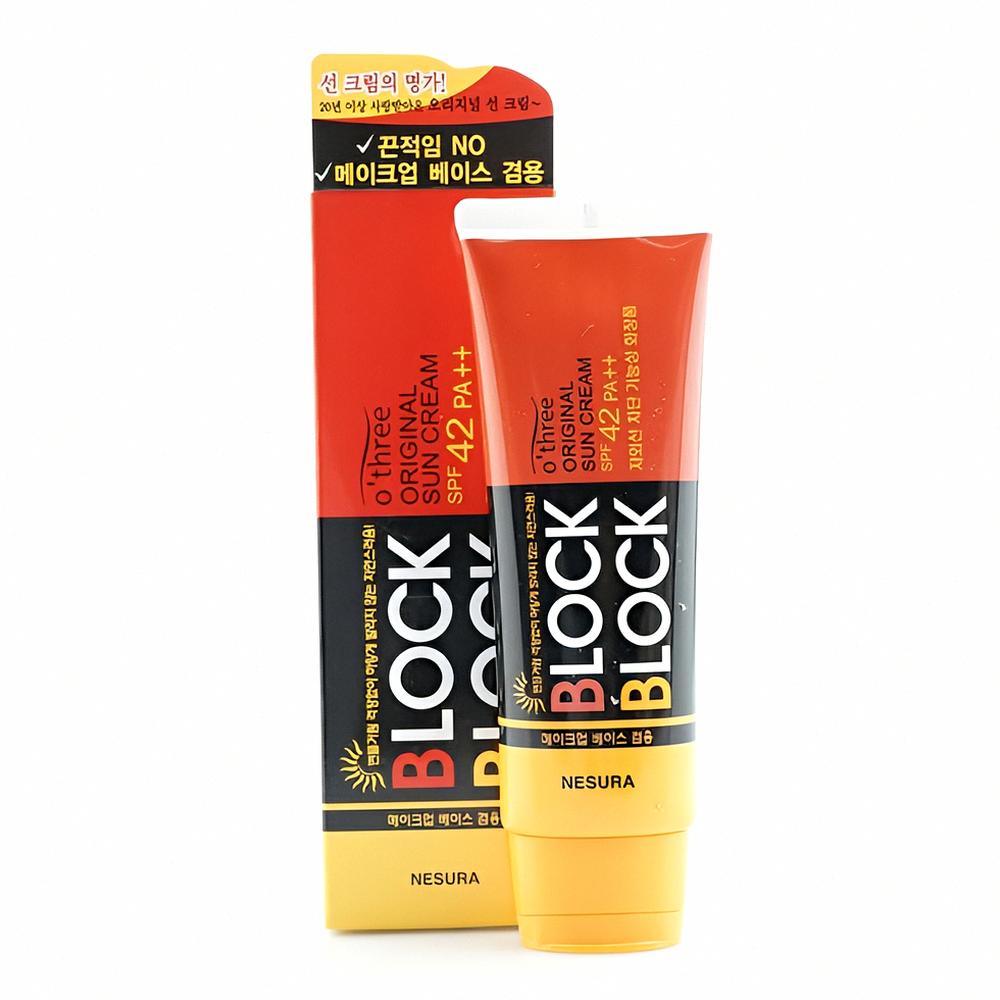 선 크림의 명가!
20년 이상 사랑받아온 오리지널 선 크림~
✓끈적임 NO
✓메이크업 베이스 겸용
o'three
ORIGINAL
SUN CREAM
SPF 42 PA++
BLOCK
BLOCK
메이크업 베이스 겸용
NESURA
o'three
ORIGINAL
SUN CREAM
SPF 42 PA++
자외선 차단 기능성 화장품
BLOCK
BLOCK
메이크업 베이스 겸용
NESURA